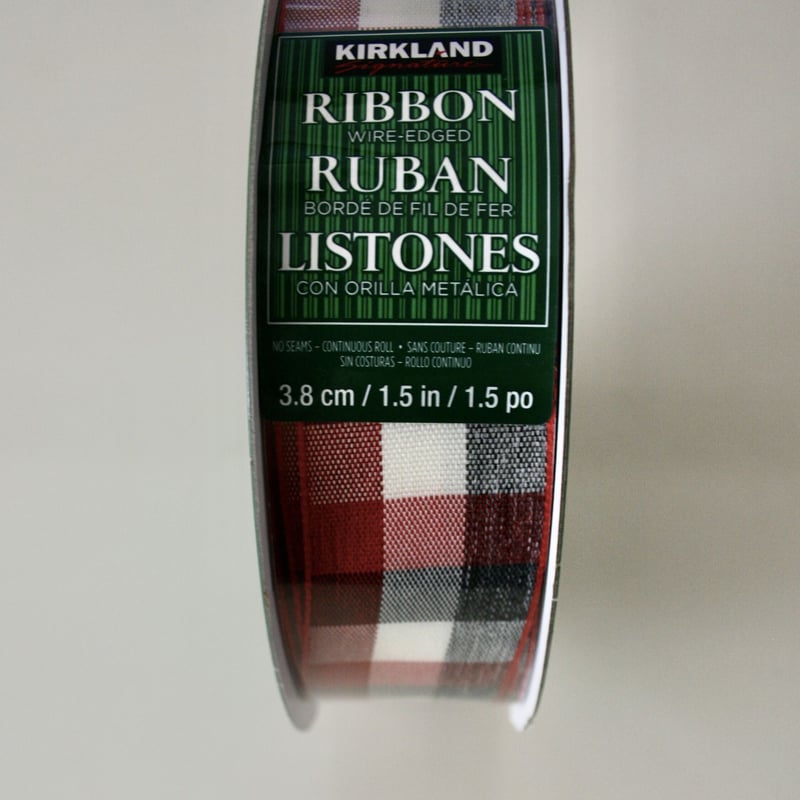 KIRKLAND
Signature
RIBBON
WIRE-EDGED
RUBAN
BORDÉ DE FIL DE FER
LISTONES
CON ORILLA METÁLICA
NO SEAMS – CONTINUOUS ROLL • SANS COUTURE – RUBAN CONTINU
SIN COSTURAS – ROLLO CONTINUO
3.8 cm / 1.5 in / 1.5 po